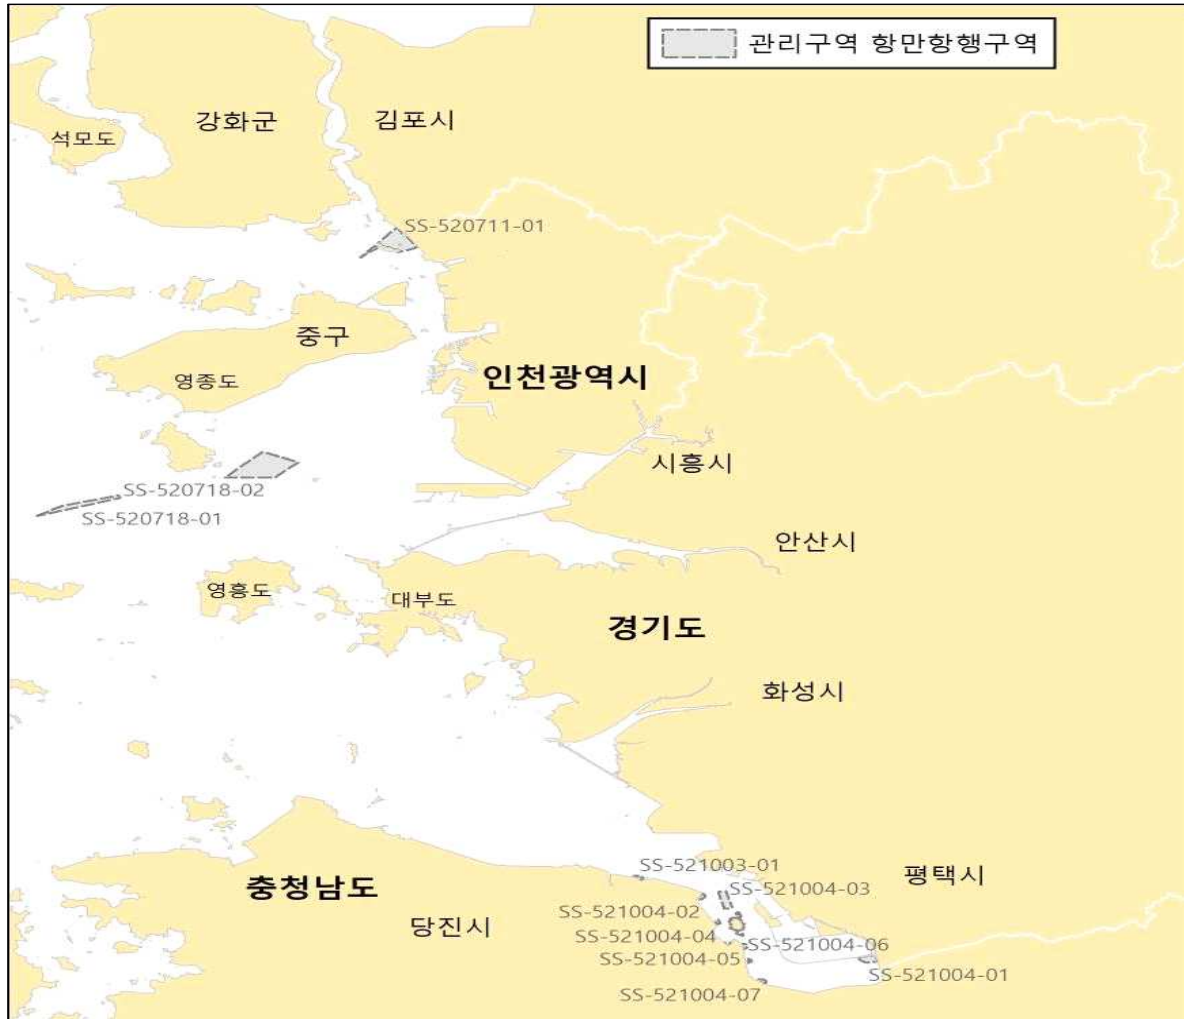 관리구역 항만항행구역
강화군
김포시
석모도
SS-520711-01
중구
영종도
인천광역시
시흥시
SS-520718-02
SS-520718-01
안산시
영흥도
대부도
경기도
화성시
SS-521003-01
평택시
충청남도
SS-521004-03
당진시
SS-521004-02
SS-521004-04
SS-521004-06
SS-521004-05
SS-521004-01
SS-521004-07